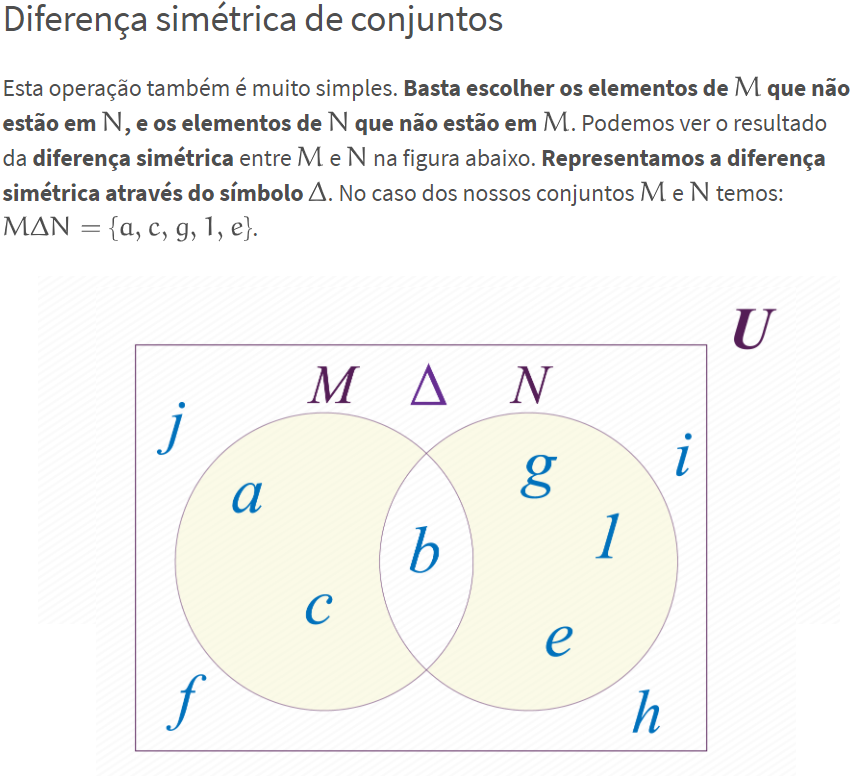 Diferença simétrica de conjuntos
Esta operação também é muito simples. Basta escolher os elementos de M que não
estão em N, e os elementos de N que não estão em M. Podemos ver o resultado
da diferença simétrica entre M e N na figura abaixo. Representamos a diferença
simétrica através do símbolo Δ. No caso dos nossos conjuntos M e N temos:
MΔN = {a, c, g, 1, e}.
U
M Δ N
j
i
g
a
1
b
c
e
f
h